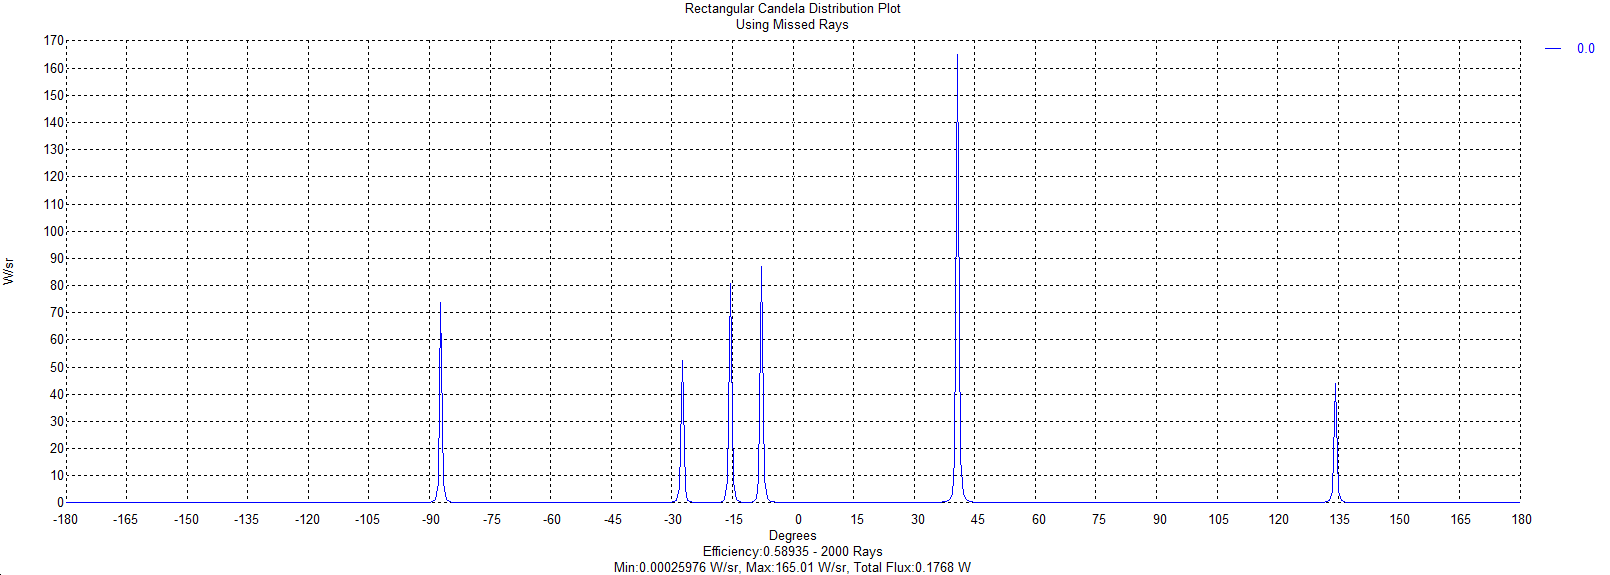 Rectangular Candela Distribution Plot
Using Missed Rays
0.0
170
160
150
140
130
120
110
100
90
80
70
60
50
40
30
20
10
0
W/sr
-180 -165 -150 -135 -120 -105 -90 -75 -60 -45 -30 -15 0 15 30 45 60 75 90 105 120 135 150 165 180
Degrees
Efficiency:0.58935 - 2000 Rays
Min:0.00025976 W/sr, Max:165.01 W/sr, Total Flux:0.1768 W